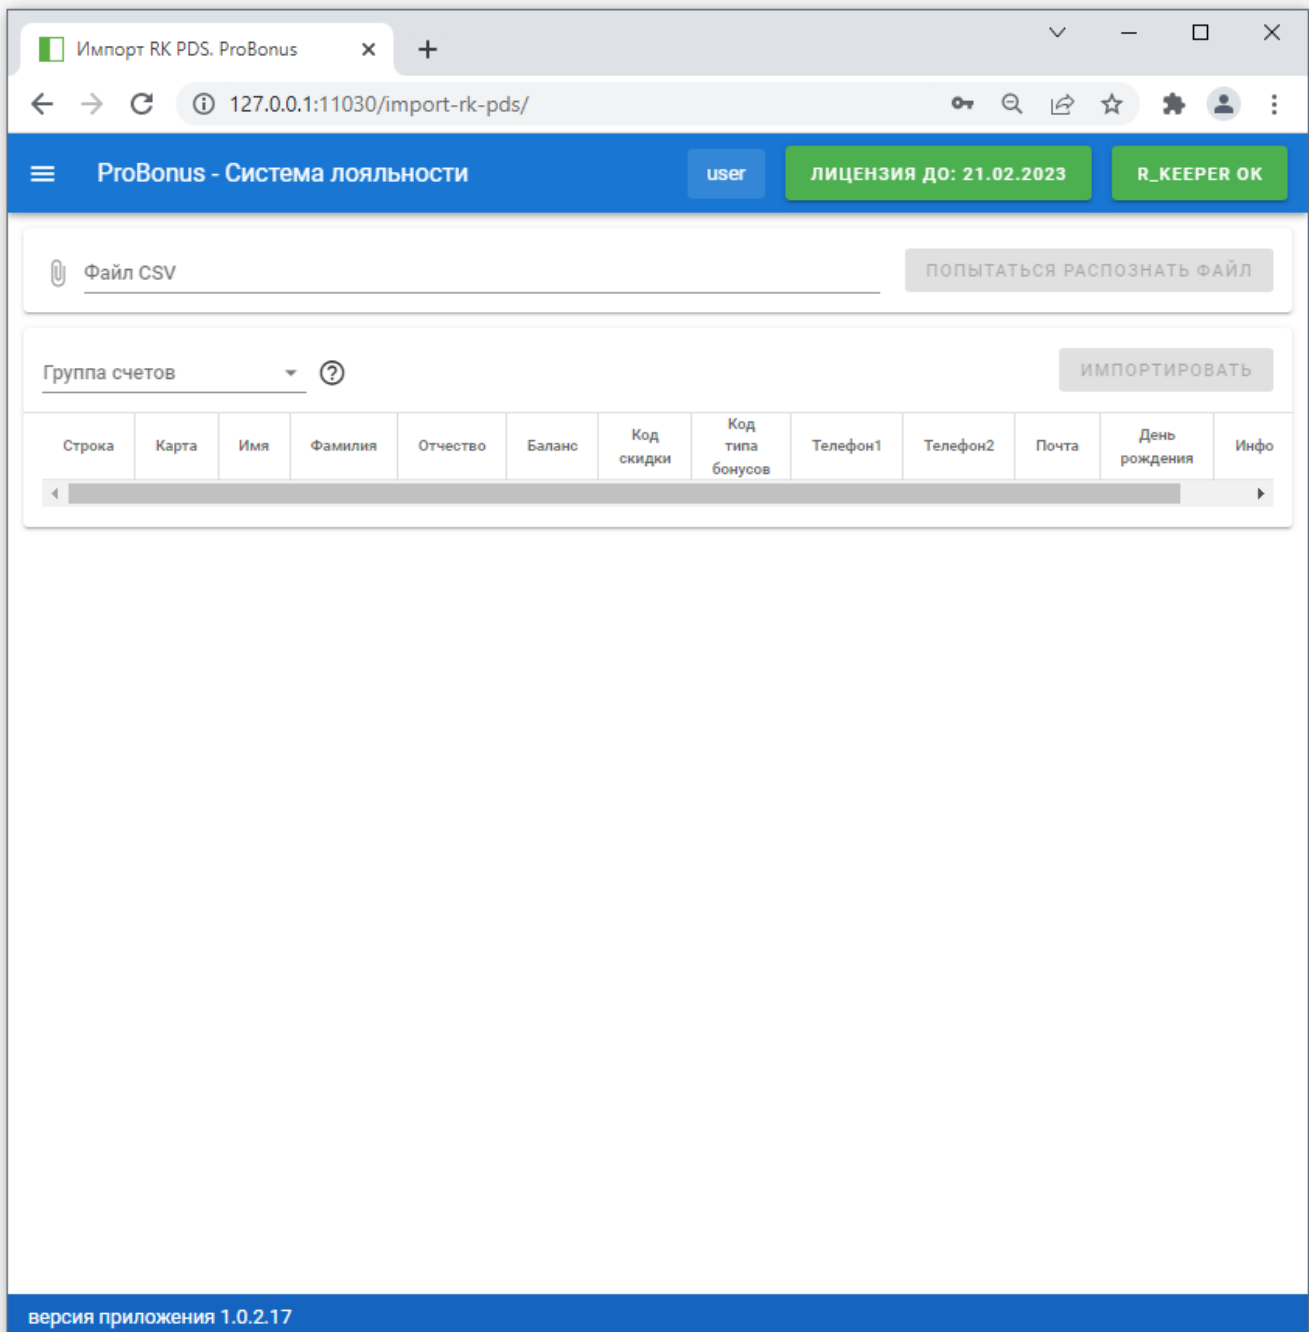 Импорт RK PDS. ProBonus
127.0.0.1:11030/import-rk-pds/
ProBonus - Система лояльности
user
ЛИЦЕНЗИЯ ДО: 21.02.2023
R_KEEPER OK
Файл CSV
ПОПЫТАТЬСЯ РАСПОЗНАТЬ ФАЙЛ
Группа счетов
ИМПОРТИРОВАТЬ
Строка
Карта
Имя
Фамилия
Отчество
Баланс
Код
скидки
Код
типа
бонусов
Телефон1
Телефон2
Почта
День
рождения
Инфо
версия приложения 1.0.2.17